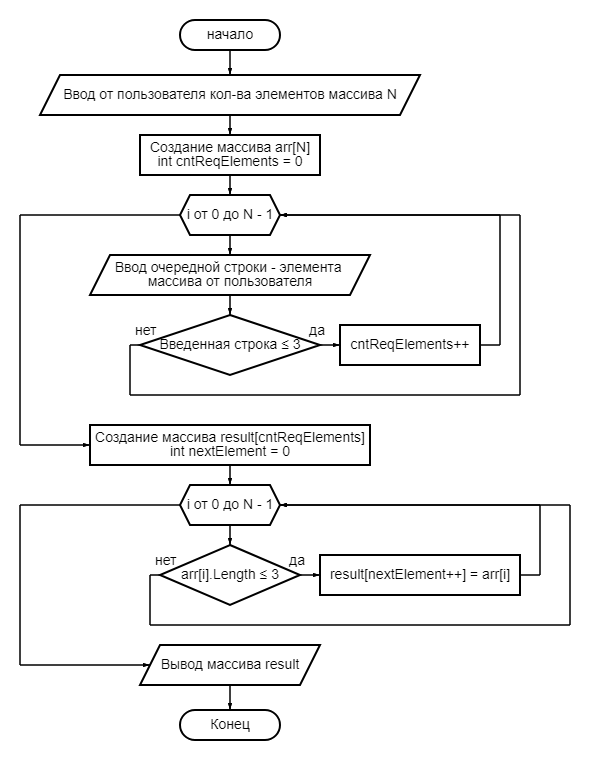 начало
Ввод от пользователя кол-ва элементов массива N
Создание массива arr[N]
int cntReqElements = 0
i от 0 до N - 1
Ввод очередной строки - элемента
массива от пользователя
нет
да
Введенная строка ≤ 3
cntReqElements++
Создание массива result[cntReqElements]
int nextElement = 0
i от 0 до N - 1
нет
да
arr[i].Length ≤ 3
result[nextElement++] = arr[i]
Вывод массива result
Конец